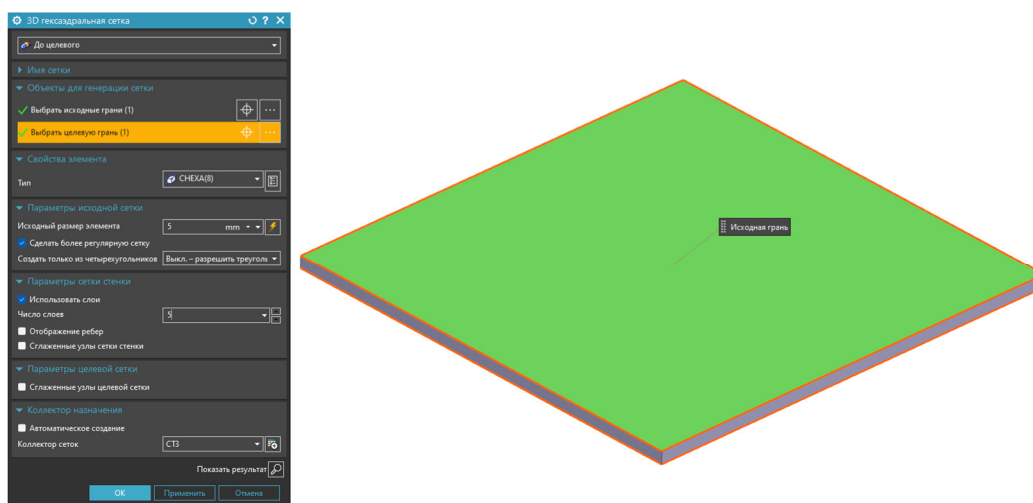 3D гексаэдральная сетка
До целевого
Имя сетки
Объекты для генерации сетки
Выбрать исходные грани (1)
Выбрать целевую грань (1)
Свойства элемента
Тип CHEXA(8)
Параметры исходной сетки
Исходный размер элемента 5 mm
Сделать более регулярную сетку
Создать только из четырехугольников Выкл. – разрешить треуголь
Параметры сетки стенки
Использовать слои
Число слоев 5
Отображение ребер
Сглаженные узлы сетки стенки
Параметры целевой сетки
Сглаженные узлы целевой сетки
Коллектор назначения
Автоматическое создание
Коллектор сеток СТ3
Показать результат
ОК Применить Отмена
Исходная грань